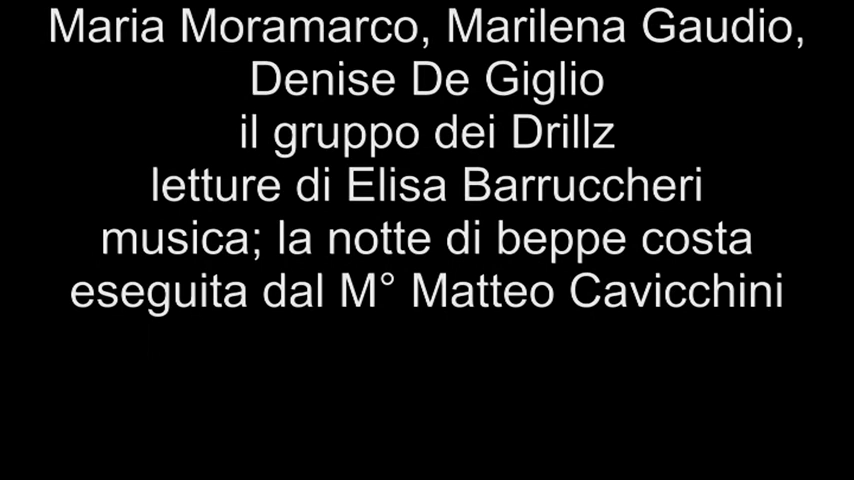 Maria Moramarco, Marilena Gaudio,
Denise De Giglio
il gruppo dei Drillz
letture di Elisa Barruccheri
musica; la notte di beppe costa
eseguita dal M° Matteo Cavicchini